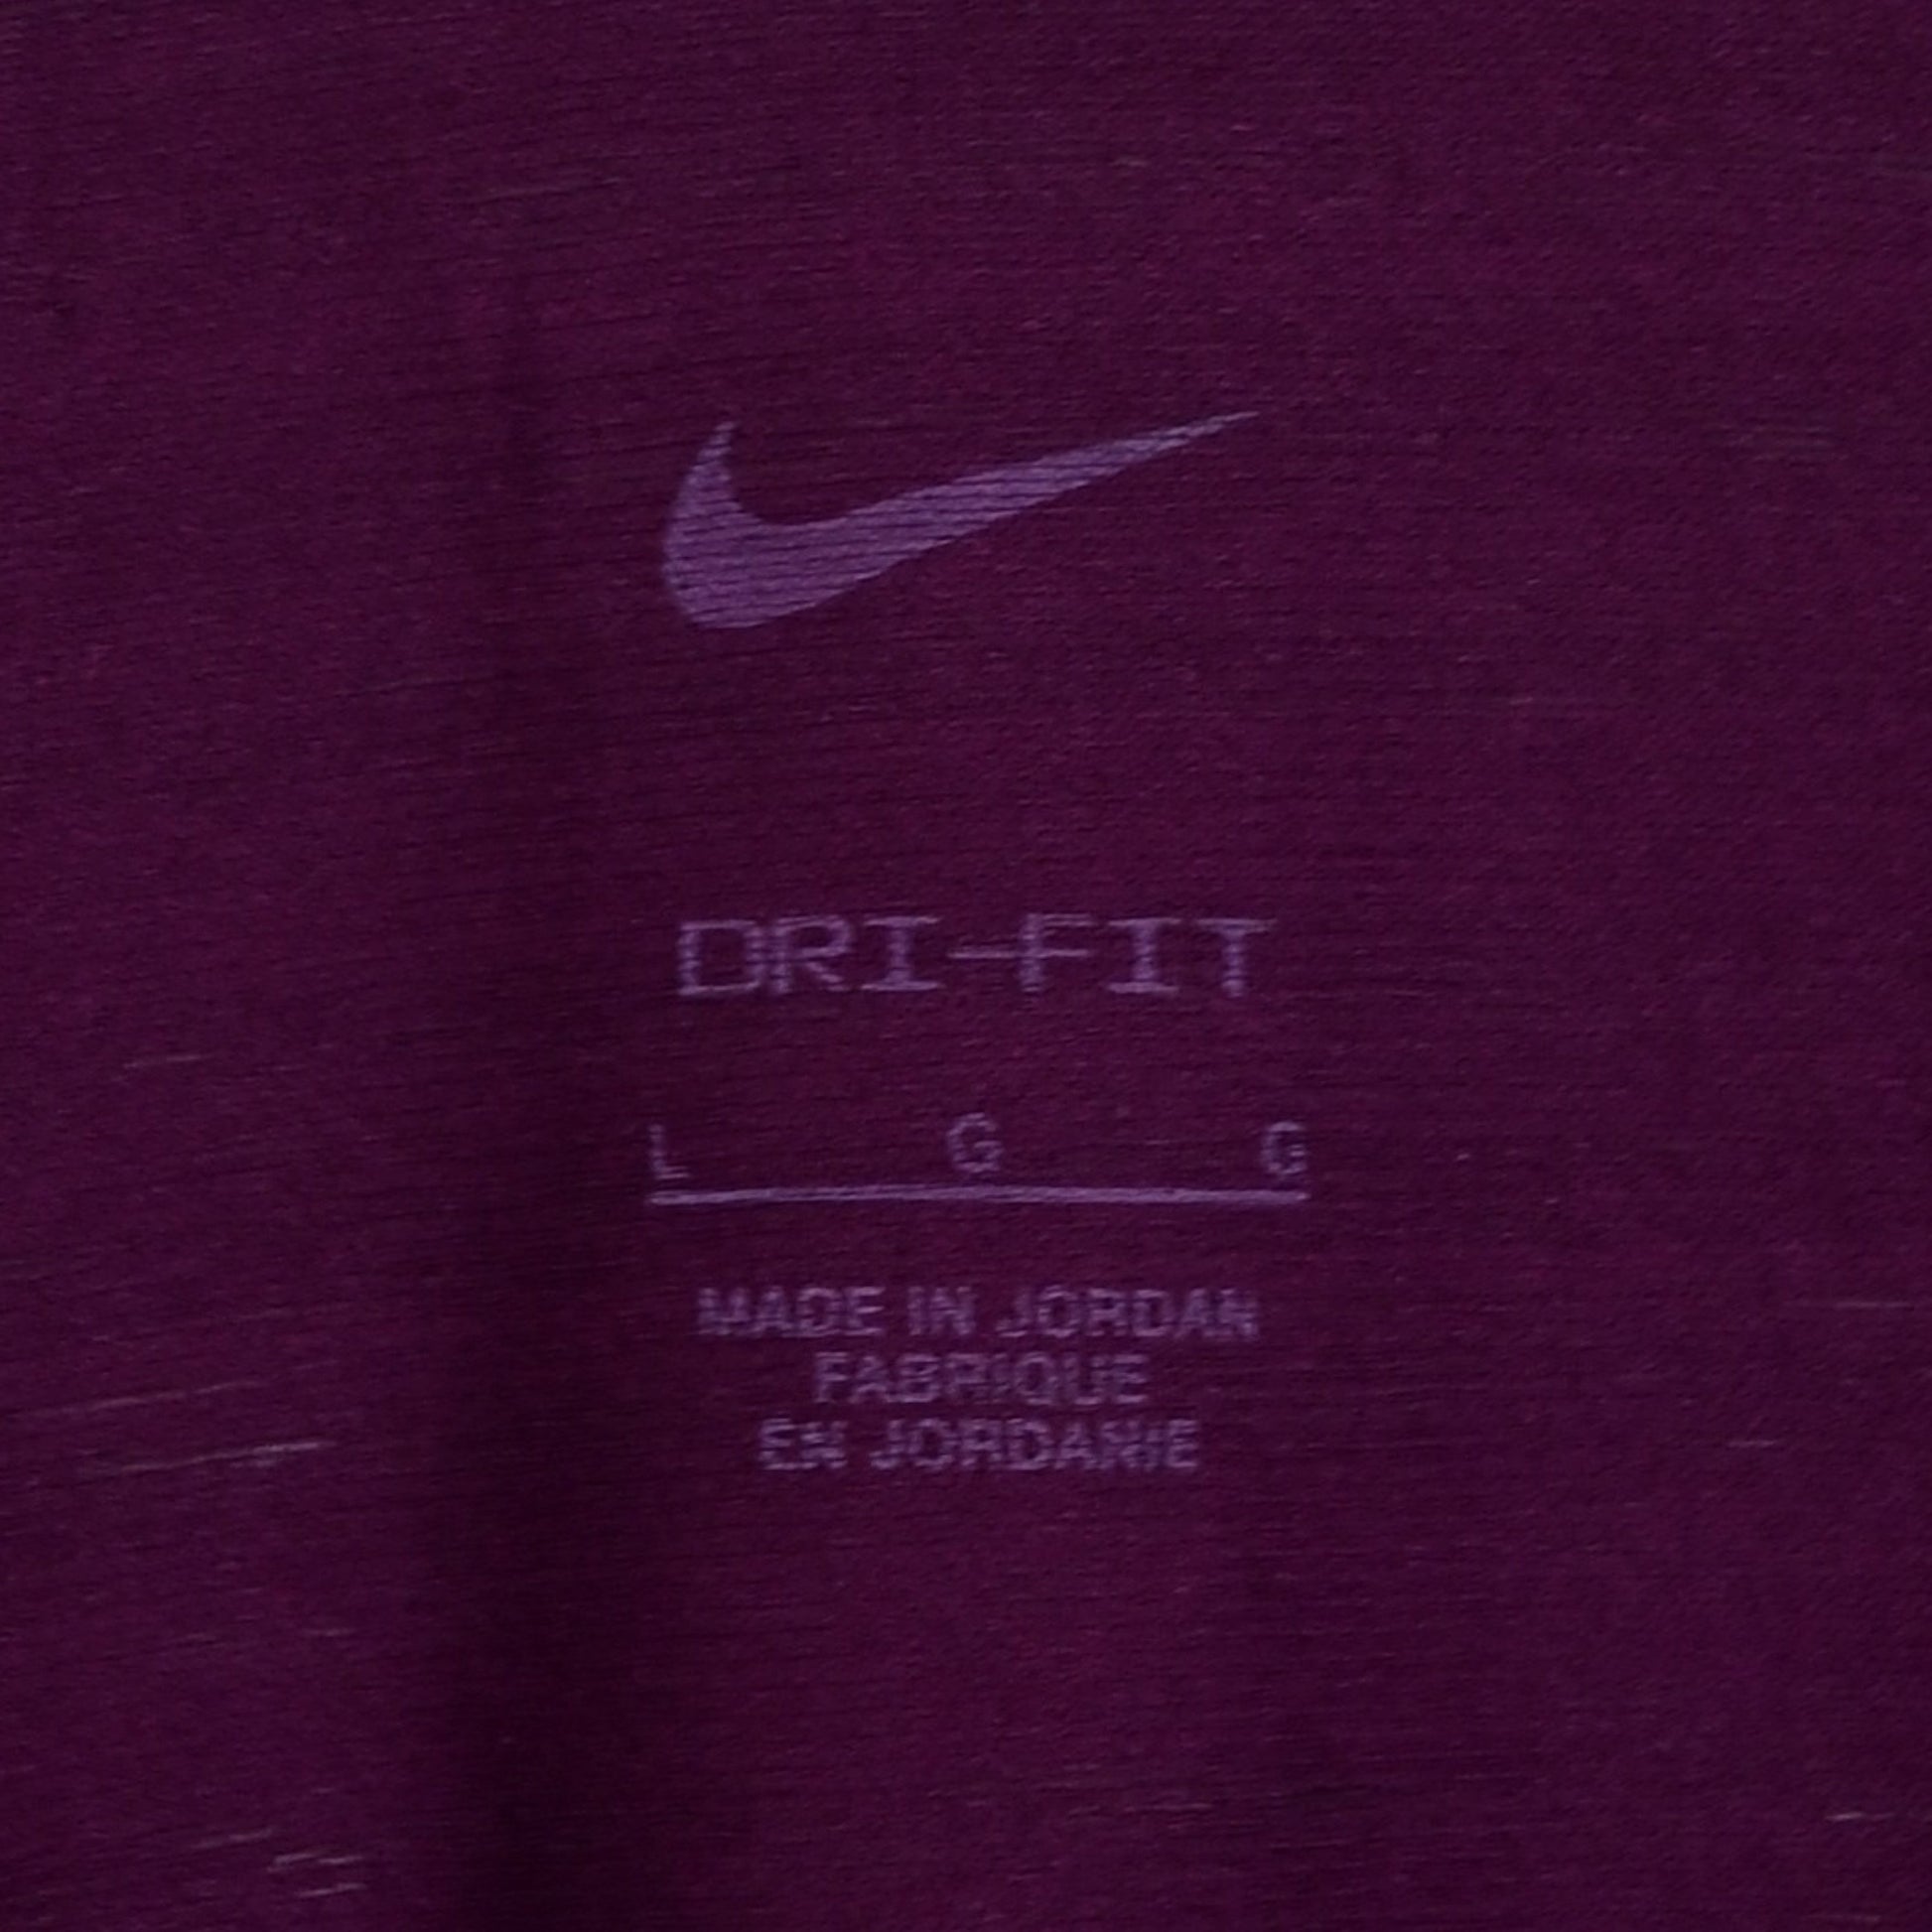 DRI-FIT
L G G
MADE IN JORDAN
FABRIQUE
EN JORDANIE